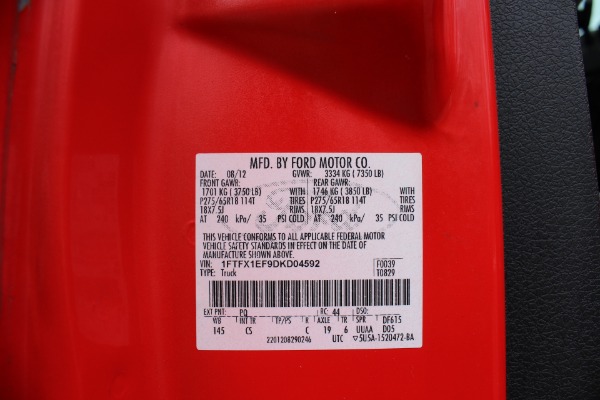 MFD. BY FORD MOTOR CO.
DATE: 08/12 GVWR: 3334 KG (7350 LB)
FRONT GAWR: REAR GAWR:
1701 KG (3750 LB) WITH 1746 KG (3850 LB) WITH
P275/65R18 114T TIRES P275/65R18 114T TIRES
18X7.5J RIMS 18X7.5J RIMS
AT 240 kPa/ 35 PSI COLD AT 240 kPa/ 35 PSI COLD
THIS VEHICLE CONFORMS TO ALL APPLICABLE FEDERAL MOTOR
VEHICLE SAFETY STANDARDS IN EFFECT ON THE DATE OF
MANUFACTURE SHOWN ABOVE.
VIN: 1FTFX1EF9DKD04592 F0039
TYPE: Truck T0829
EXT PNT: PQ RC: 44 DSO:
WB INT TR TP/PS R AXLE TR SPR DF615
145 CS C 19 6 UUAA D05
2201208290246 UTC ▽5U5A-1520472-BA